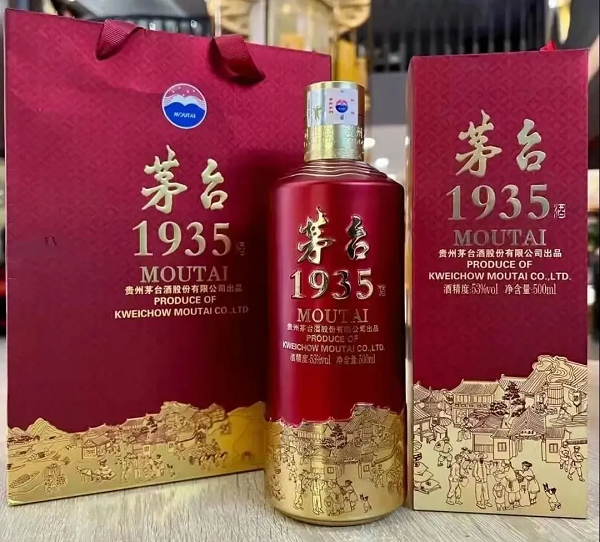 MOUTAI
茅台
1935酒
MOUTAI
贵州茅台酒股份有限公司出品
PRODUCE OF
KWEICHOW MOUTAI CO.,LTD
茅台
1935酒
MOUTAI
贵州茅台酒股份有限公司出品
PRODUCE OF
KWEICHOW MOUTAI CO.,LTD.
酒精度:53%vol 净含量:500ml
茅台
1935酒
MOUTAI
贵州茅台酒股份有限公司出品
PRODUCE OF
KWEICHOW MOUTAI CO.,LTD.
酒精度:53%vol 净含量:500ml